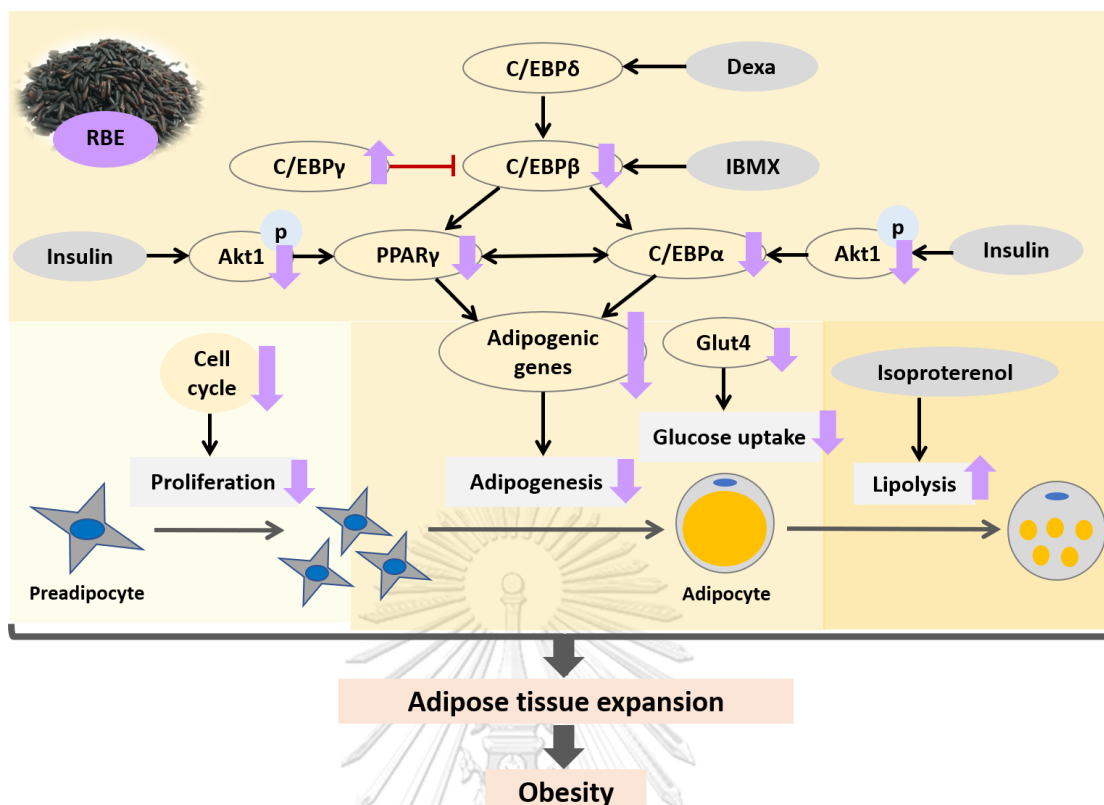 C/EBPδ
Dexa
RBE
C/EBPγ
C/EBPβ
IBMX
p
p
Insulin
Akt1
PPARγ
C/EBPα
Akt1
Insulin
Adipogenic
genes
Glut4
Cell
cycle
Isoproterenol
Glucose uptake
Proliferation
Adipogenesis
Lipolysis
Preadipocyte
Adipocyte
Adipose tissue expansion
Obesity